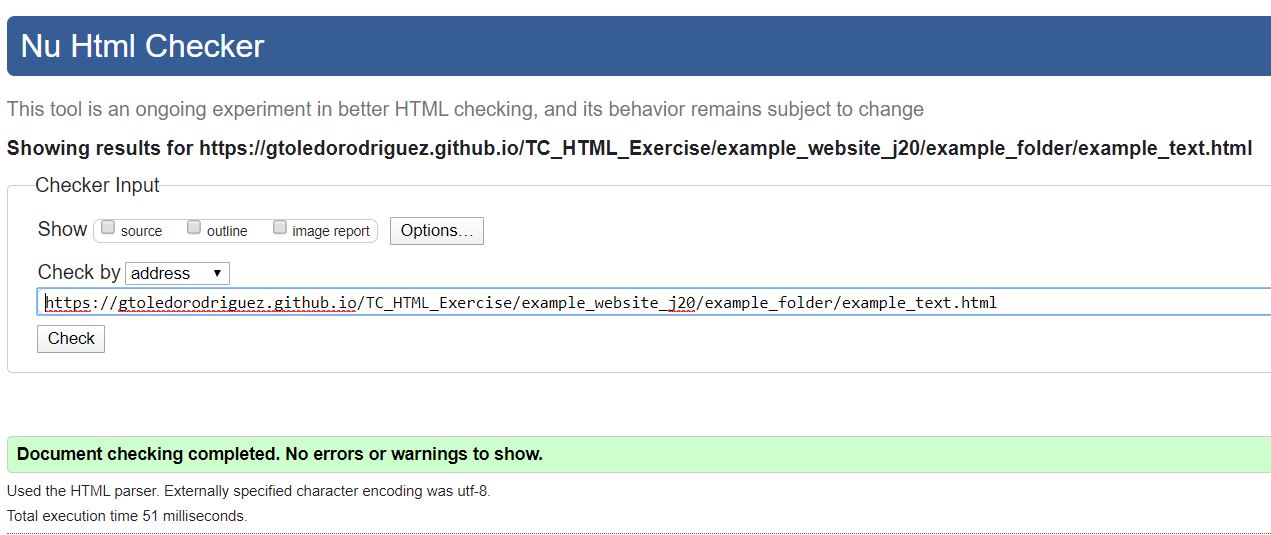 Nu Html Checker
This tool is an ongoing experiment in better HTML checking, and its behavior remains subject to change
Showing results for https://gtoledorodriguez.github.io/TC_HTML_Exercise/example_website_j20/example_folder/example_text.html
Checker Input
Show source outline image report Options...
Check by address
https://gtoledorodriguez.github.io/TC_HTML_Exercise/example_website_j20/example_folder/example_text.html
Check
Document checking completed. No errors or warnings to show.
Used the HTML parser. Externally specified character encoding was utf-8.
Total execution time 51 milliseconds.